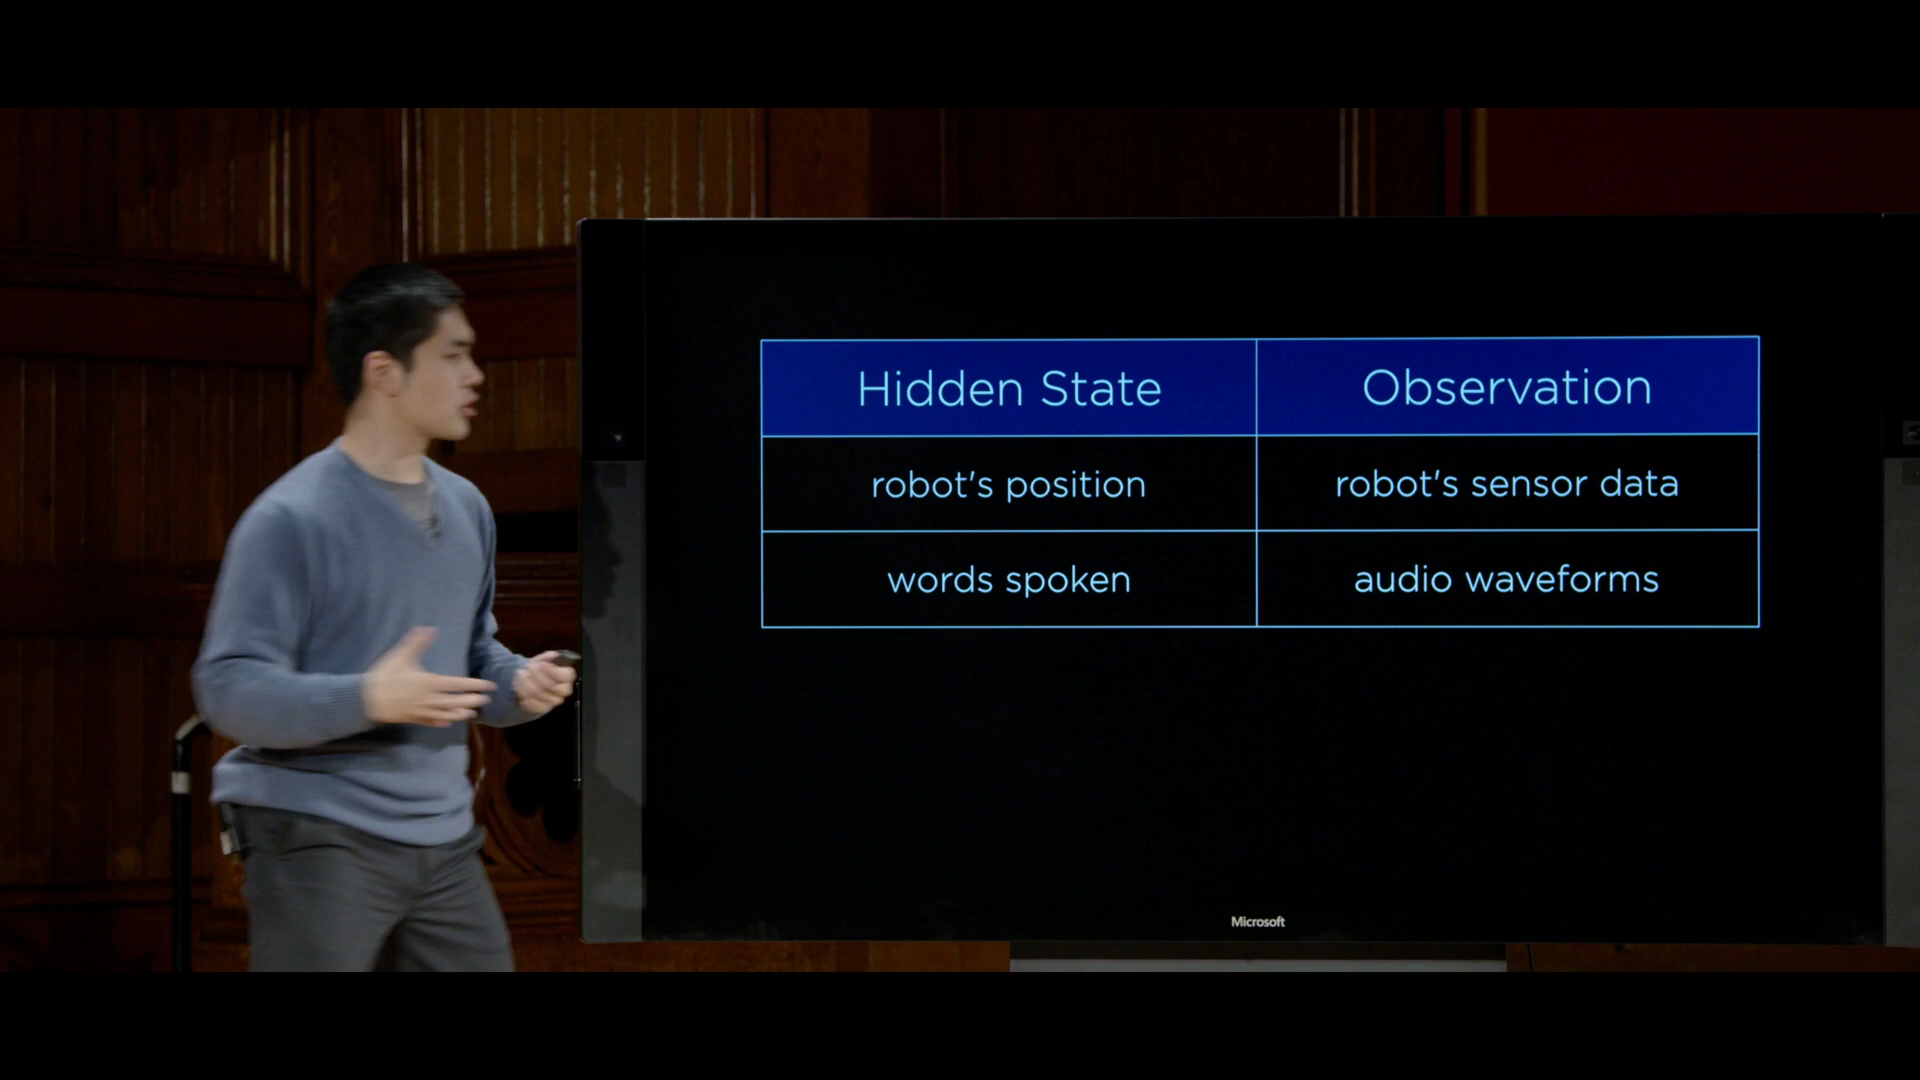 Hidden State Observation
robot's position robot's sensor data
words spoken audio waveforms
Microsoft